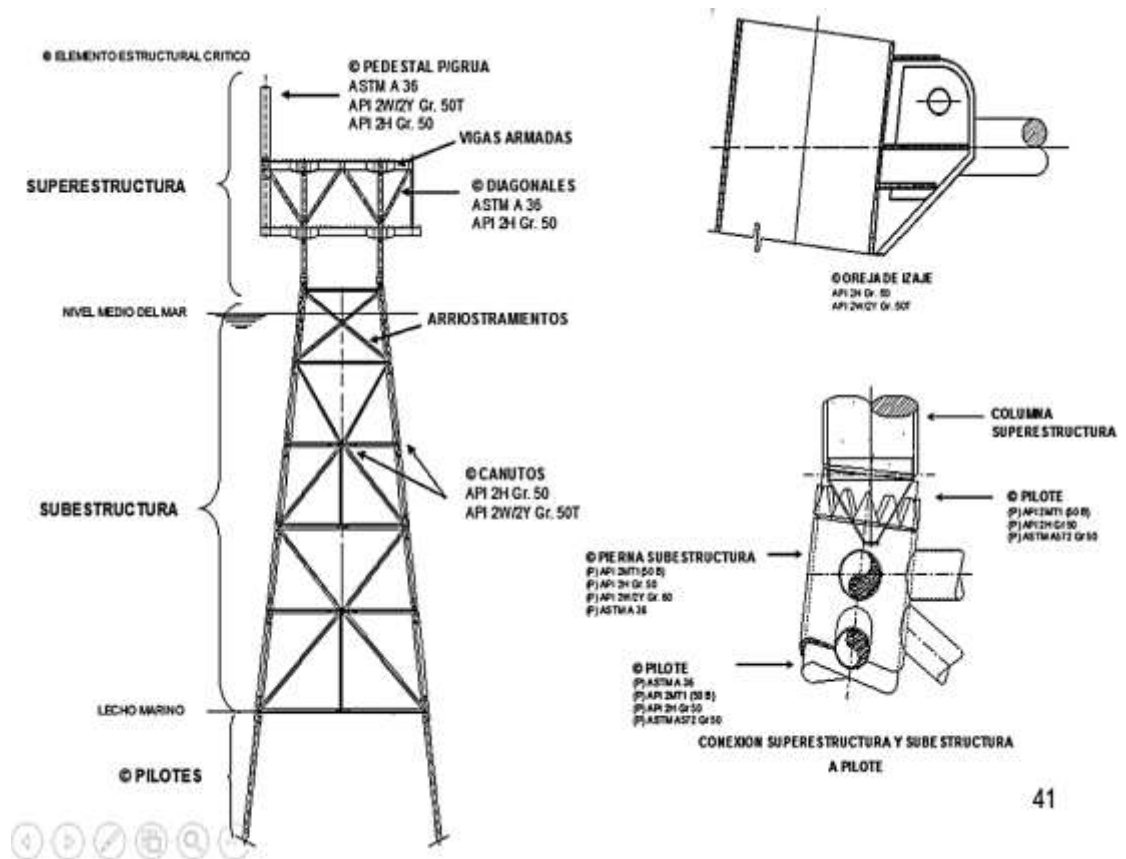 © ELEMENTO ESTRUCTURAL CRITICO
© PEDESTAL P/GRUA
ASTM A 36
API 2W/2Y Gr. 50T
API 2H Gr. 50
VIGAS ARMADAS
SUPERESTRUCTURA
© DIAGONALES
ASTM A 36
API 2H Gr. 50
NIVEL MEDIO DEL MAR
ARRIOSTRAMIENTOS
© CANUTOS
API 2H Gr. 50
API 2W/2Y Gr. 50T
SUBESTRUCTURA
LECHO MARINO
© PILOTES
© OREJA DE IZAJE
API 2H Gr. 50
API 2W/2Y Gr. 50T
COLUMNA
SUPERESTRUCTURA
© PILOTE
(P) API 2MT1 (50 B)
(P) API 2H Gr 50
(P) ASTM A572 Gr 50
© PIERNA SUBESTRUCTURA
(P) API 2MT1 (50 B)
(P) API 2H Gr. 50
(P) API 2W/2Y Gr.
(P) ASTM A 36
© PILOTE
(P) ASTM A 36
(P) API 2MT1 (50 B)
(P) API 2H Gr 50
(P) ASTM A572 Gr 50
CONEXION SUPERESTRUCTURA Y SUBESTRUCTURA
A PILOTE
41